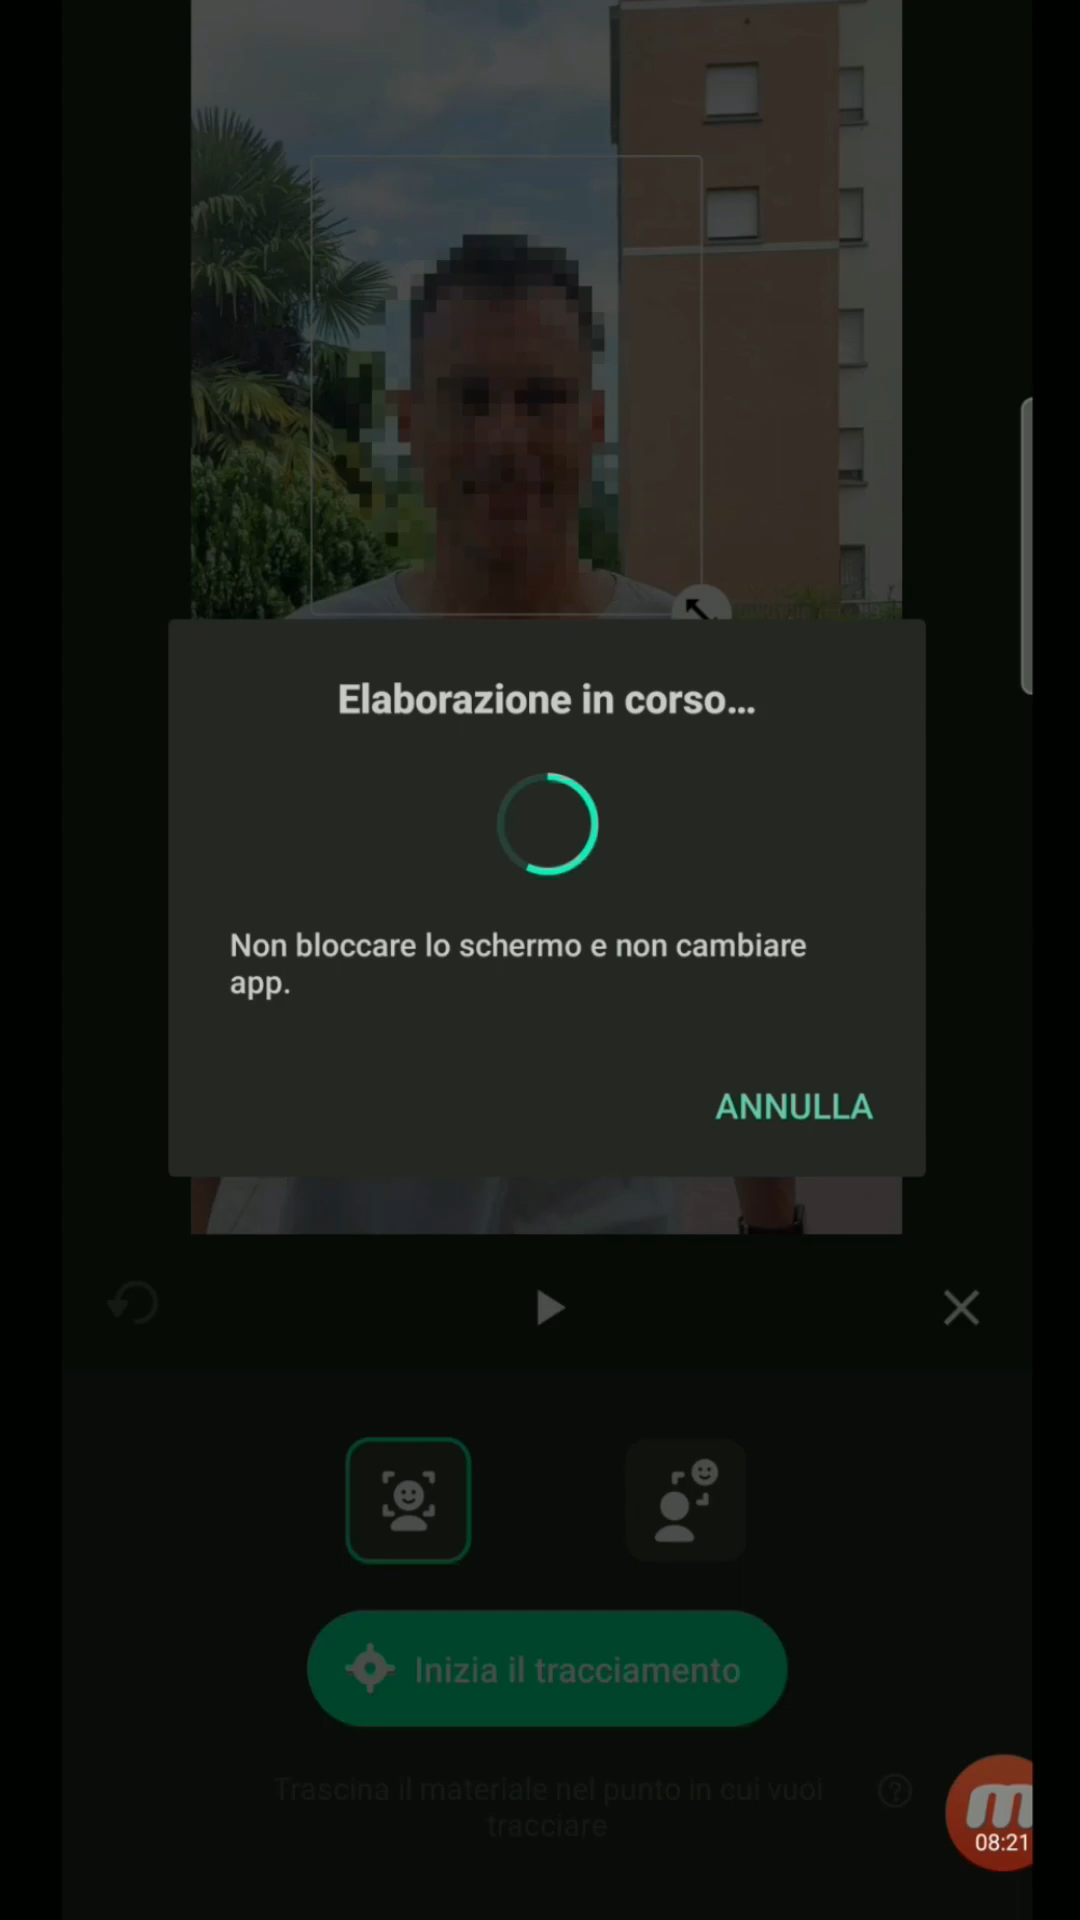 Elaborazione in corso...
Non bloccare lo schermo e non cambiare
app.
ANNULLA
Inizia il tracciamento
Trascina il materiale nel punto in cui vuoi
tracciare
?
m
08:21